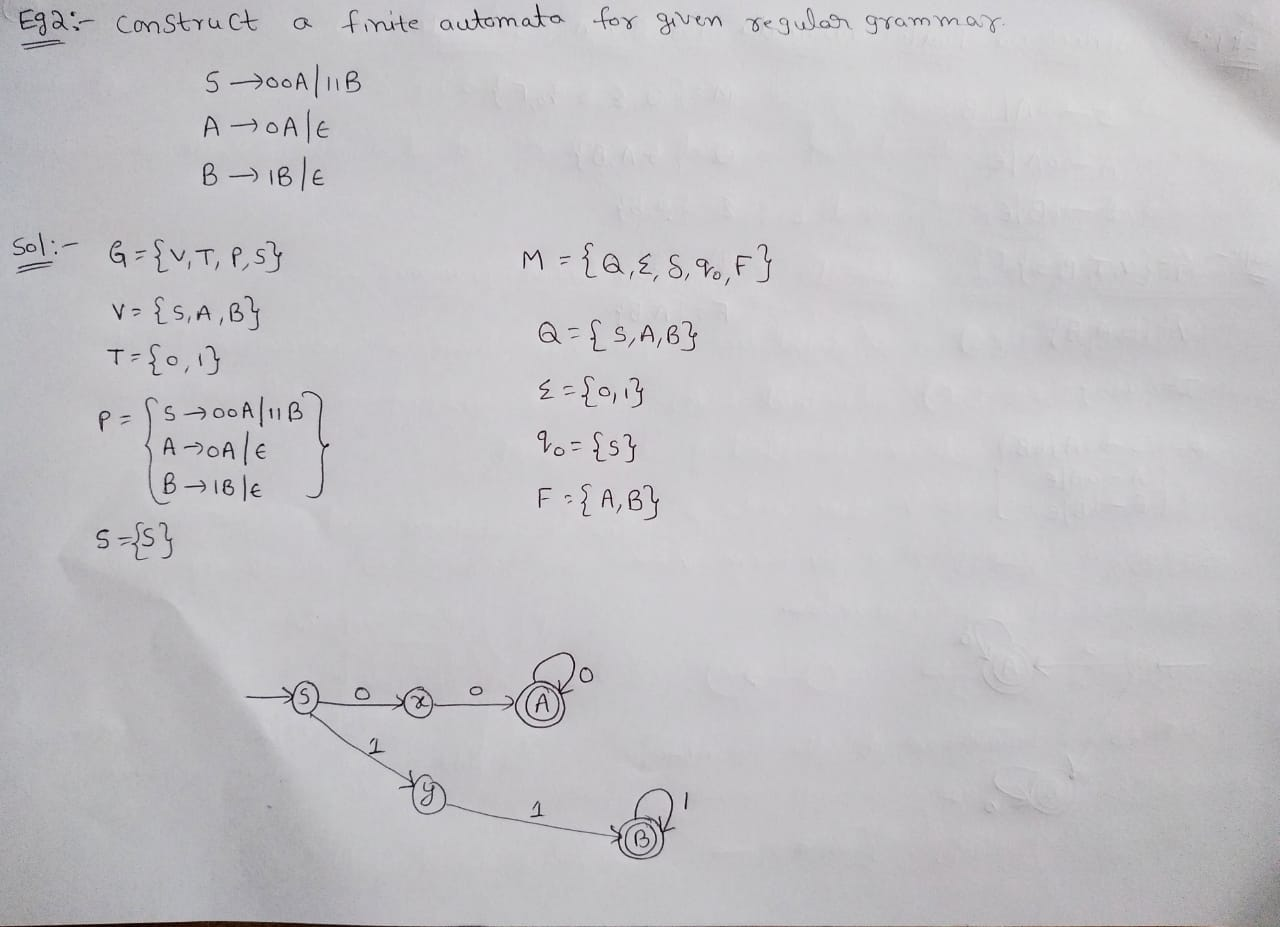 Eg2:- Construct a finite automata for given regular grammar.
S → 00A | 11B
A → 0A | ε
B → 1B | ε
Sol:- G = {V, T, P, S}
V = {S, A, B}
T = {0, 1}
P = { S → 00A | 11B
A → 0A | ε
B → 1B | ε }
S = {S}
M = {Q, Σ, δ, q₀, F}
Q = {S, A, B}
Σ = {0, 1}
q₀ = {S}
F = {A, B}
S 0 x 0 A 0
1 y 1 B 1